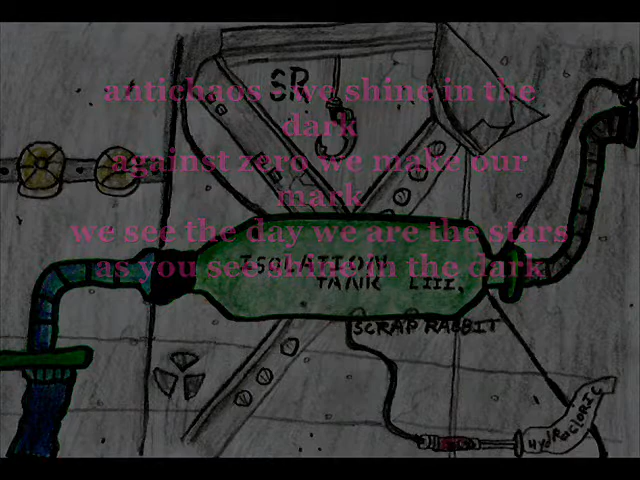 SR
antichaos - we shine in the
dark
against zero we make our
mark
we see the day we are the stars
as you see shine in the dark
ISOLATION
TANK LIII.
SCRAP RABBIT
HYDROCLORIC